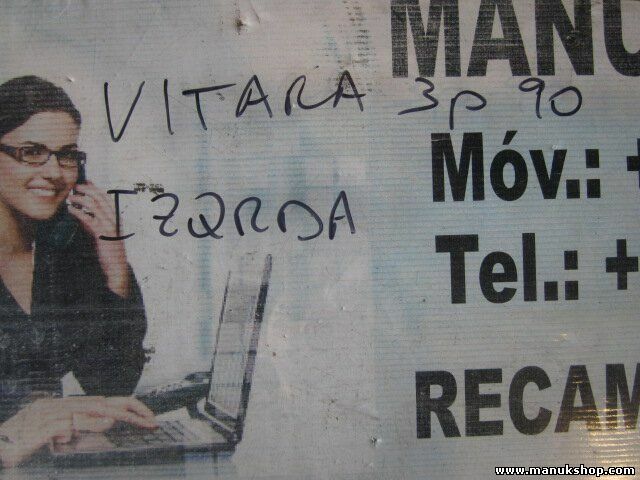 MANU
VITARA 3p 90
Móv.: +
IZQRDA
Tel.: +
RECAM
www.manukshop.com